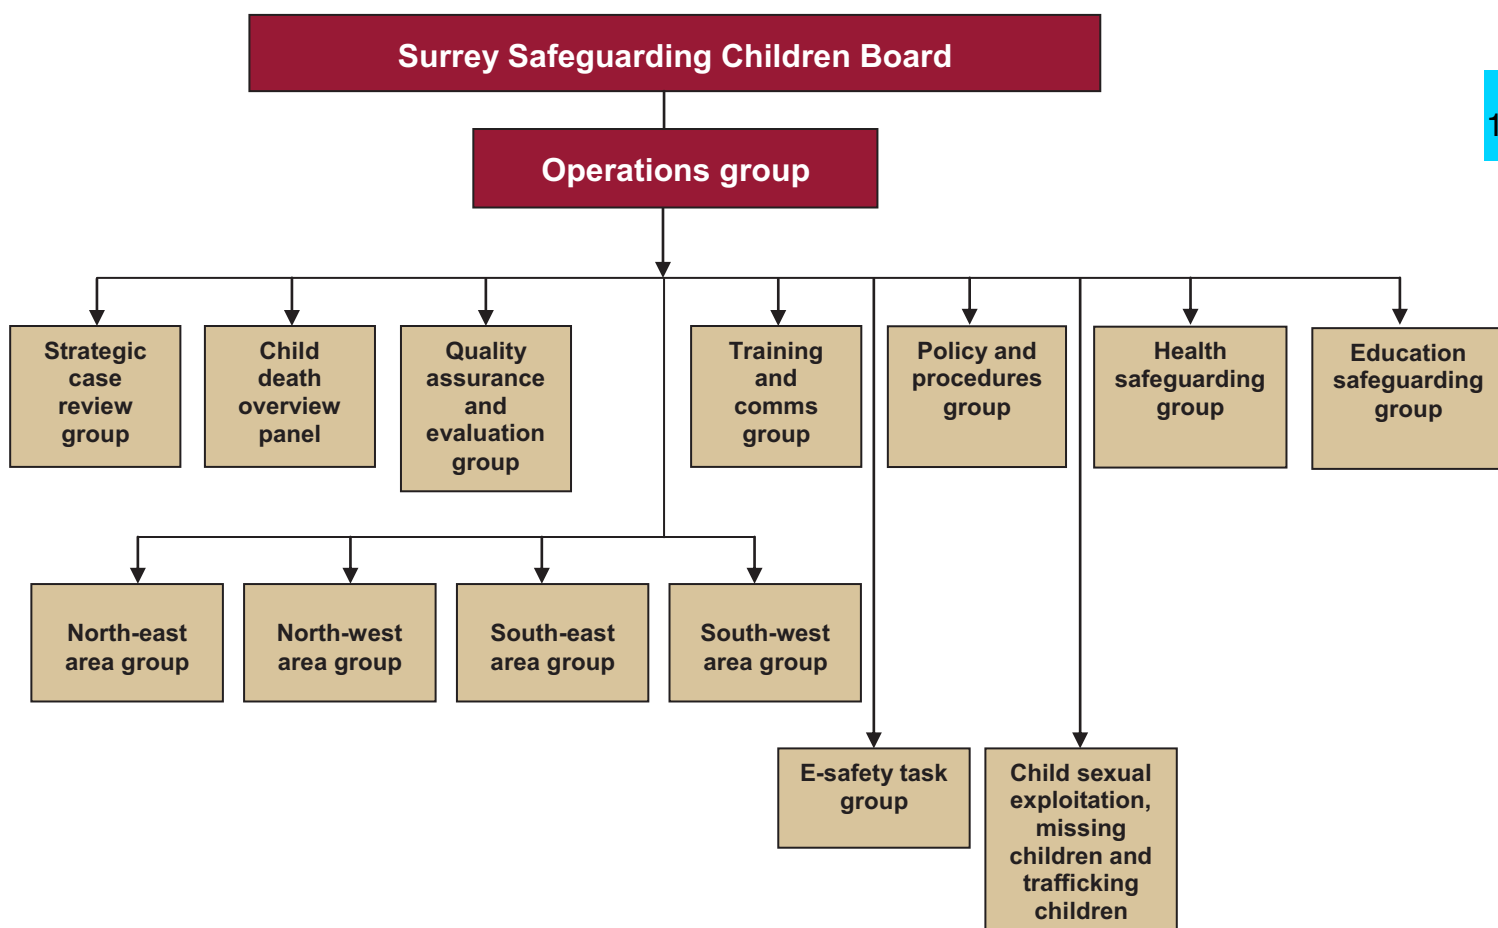 Surrey Safeguarding Children Board
1
Operations group
Strategic
case
review
group
Child
death
overview
panel
Quality
assurance
and
evaluation
group
Training
and
comms
group
Policy and
procedures
group
Health
safeguarding
group
Education
safeguarding
group
North-east
area group
North-west
area group
South-east
area group
South-west
area group
E-safety task
group
Child sexual
exploitation,
missing
children and
trafficking
children